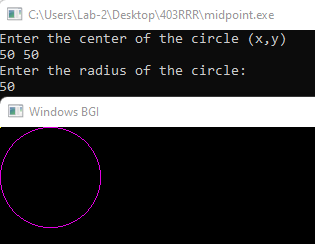 C:\Users\Lab-2\Desktop\403RRR\midpoint.exe
Enter the center of the circle (x,y)
50 50
Enter the radius of the circle:
50
Windows BGI